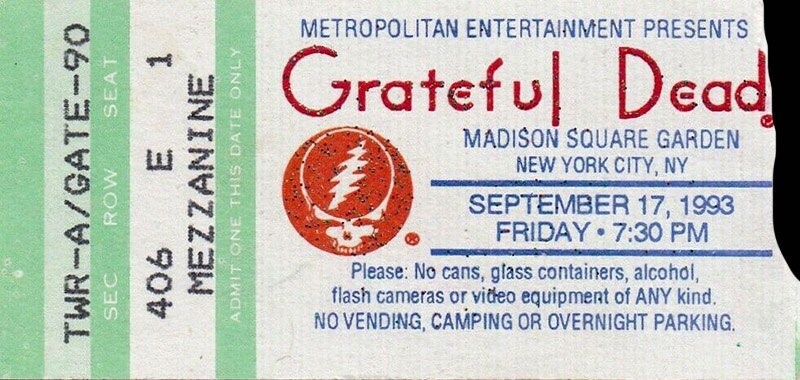 TWR-A/GATE-90
SEC ROW SEAT
406 E 1
MEZZANINE
ADMIT ONE THIS DATE ONLY
METROPOLITAN ENTERTAINMENT PRESENTS
Grateful Dead®
MADISON SQUARE GARDEN
NEW YORK CITY, NY
®
SEPTEMBER 17, 1993
FRIDAY • 7:30 PM
Please: No cans, glass containers, alcohol,
flash cameras or video equipment of ANY kind.
NO VENDING, CAMPING OR OVERNIGHT PARKING.